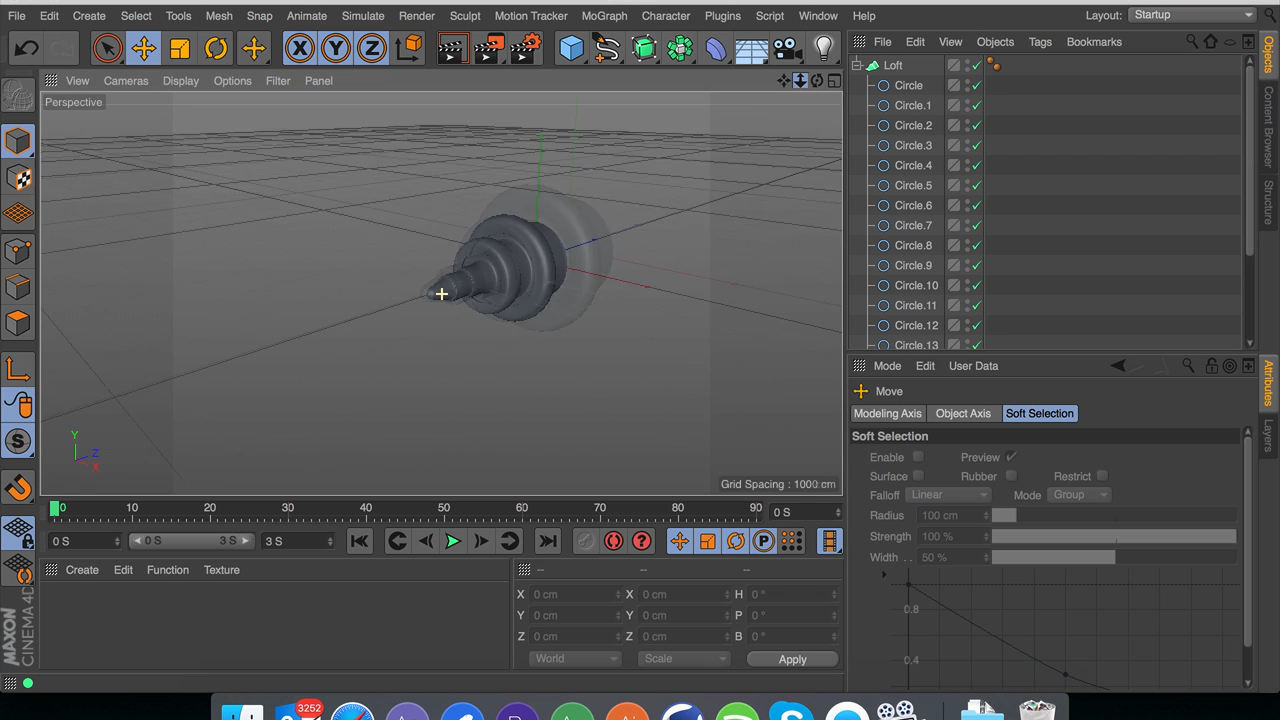 File Edit Select Tools Mesh Snap Animate Simulate Render Sculpt Motion Tracker MoGraph Character Plugins Script Window Help Layout: Startup
X Y Z
File Edit View Objects Tags Bookmarks
View Cameras Display Options Filter Panel
Perspective
Loft
Circle
Circle.1
Circle.2
Circle.3
Circle.4
Circle.5
Circle.6
Circle.7
Circle.8
Circle.9
Circle.10
Circle.11
Circle.12
Circle.13
Objects
Content Browser
Structure
Y
Z
X
Grid Spacing : 1000 cm
S
0 10 20 30 40 50 60 70 80 90 0 S
0 S 0 S 3 S 3 S
? P
Create Edit Function Texture
-- -- --
X 0 cm X 0 cm H 0 °
Y 0 cm Y 0 cm P 0 °
Z 0 cm Z 0 cm B 0 °
World Scale Apply
Mode Edit User Data
Move
Modeling Axis Object Axis Soft Selection
Soft Selection
Enable Preview
Surface Rubber Restrict
Falloff Linear Mode Group
Radius 100 cm
Strength 100 %
Width . . 50 %
0.8
0.4
Attributes
Layers
MAXON
CINEMA 4D
3252